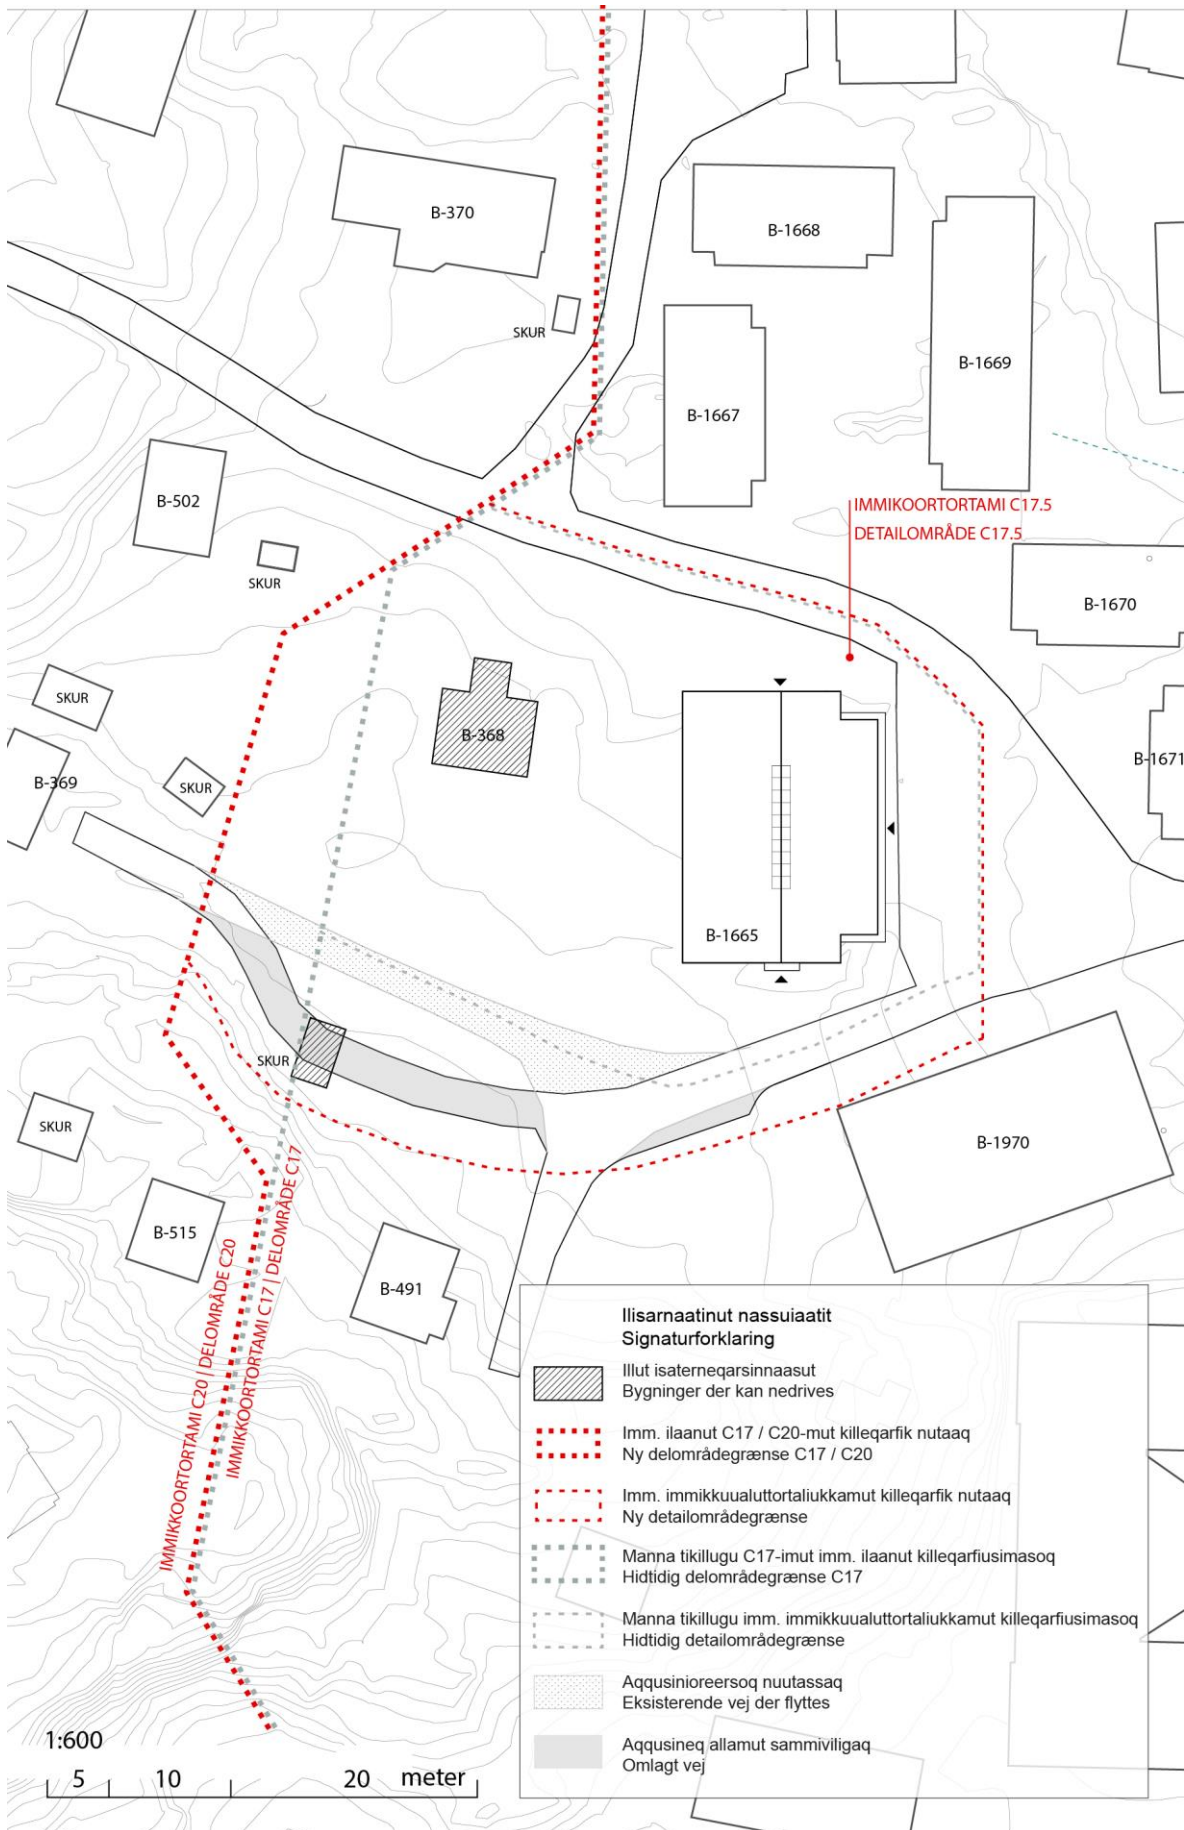 B-370
B-1668
SKUR
B-1669
B-1667
B-502
IMMIKOORTORTAMI C17.5
DETAILOMRÅDE C17.5
SKUR
B-1670
SKUR
B-368
B-369
SKUR
B-1671
B-1665
SKUR
SKUR
B-1970
B-515
B-491
IMMIKKOORTORTAMI C20 | DELOMRÅDE C20
IMMIKKOORTORTAMI C17 | DELOMRÅDE C17
Ilisarnaatinut nassuiaatit
Signaturforklaring
Illut isaterneqarsinnaasut
Bygninger der kan nedrives
Imm. ilaanut C17 / C20-mut killeqarfik nutaaq
Ny delområdegrænse C17 / C20
Imm. immikkuualuttortaliukkamut killeqarfik nutaaq
Ny detailområdegrænse
Manna tikillugu C17-imut imm. ilaanut killeqarfiusimasoq
Hidtidig delområdegrænse C17
Manna tikillugu imm. immikkuualuttortaliukkamut killeqarfiusimasoq
Hidtidig detailområdegrænse
Aqqusinioreersoq nuutassaq
Eksisterende vej der flyttes
Aqqusineq allamut sammiviligaq
Omlagt vej
1:600
5 10 20 meter